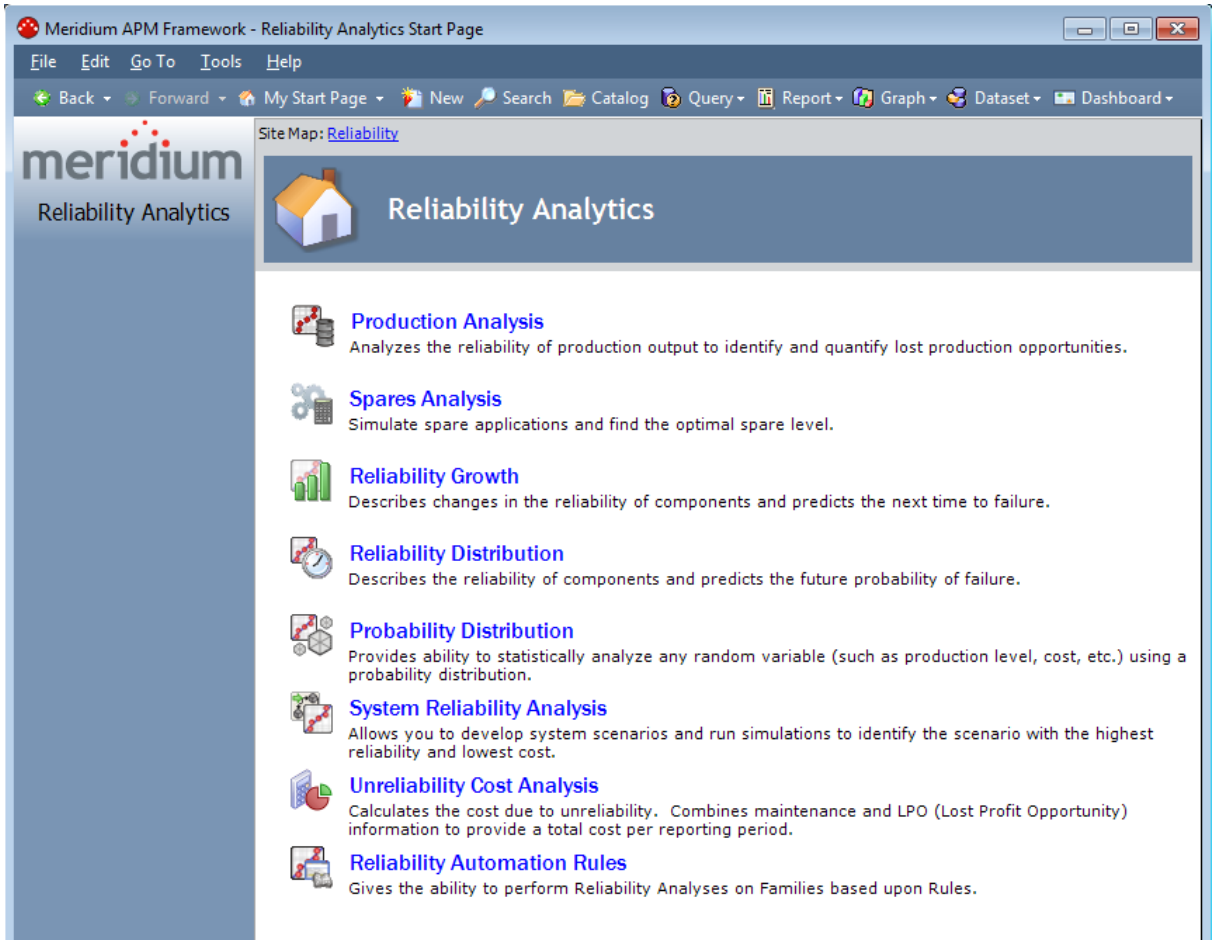 Meridium APM Framework - Reliability Analytics Start Page
File Edit Go To Tools Help
Back Forward My Start Page New Search Catalog Query Report Graph Dataset Dashboard
meridium
Reliability Analytics
Site Map: Reliability
Reliability Analytics
Production Analysis
Analyzes the reliability of production output to identify and quantify lost production opportunities.
Spares Analysis
Simulate spare applications and find the optimal spare level.
Reliability Growth
Describes changes in the reliability of components and predicts the next time to failure.
Reliability Distribution
Describes the reliability of components and predicts the future probability of failure.
Probability Distribution
Provides ability to statistically analyze any random variable (such as production level, cost, etc.) using a
probability distribution.
System Reliability Analysis
Allows you to develop system scenarios and run simulations to identify the scenario with the highest
reliability and lowest cost.
Unreliability Cost Analysis
Calculates the cost due to unreliability.  Combines maintenance and LPO (Lost Profit Opportunity)
information to provide a total cost per reporting period.
Reliability Automation Rules
Gives the ability to perform Reliability Analyses on Families based upon Rules.